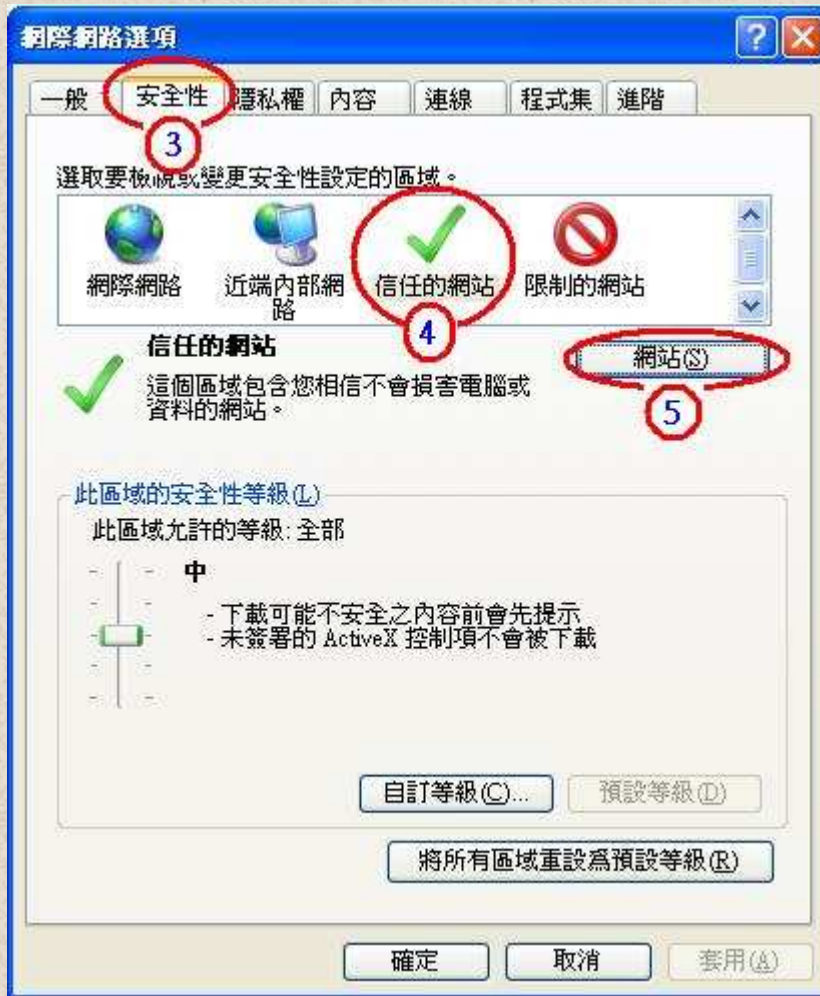 網際網路選項
一般 安全性 隱私權 內容 連線 程式集 進階
3
選取要檢視或變更安全性設定的區域。
網際網路 近端內部網路 信任的網站 限制的網站
4
信任的網站
網站(S)
這個區域包含您相信不會損害電腦或
資料的網站。
5
此區域的安全性等級(L)
此區域允許的等級: 全部
中
- 下載可能不安全之內容前會先提示
- 未簽署的 ActiveX 控制項不會被下載
自訂等級(C)... 預設等級(D)
將所有區域重設為預設等級(R)
確定 取消 套用(A)